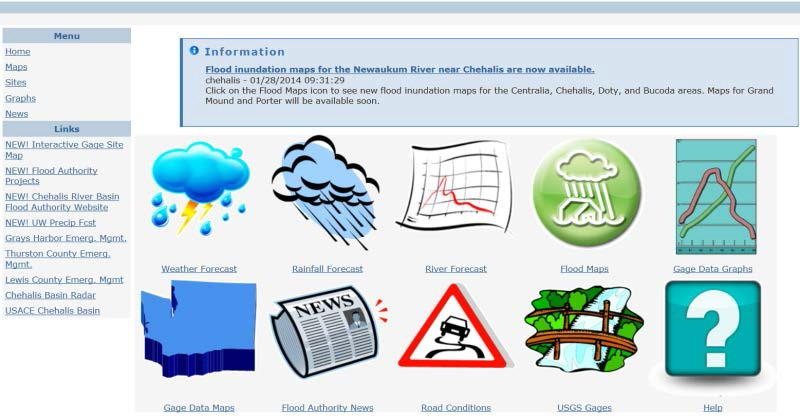 Menu
Home
Maps
Sites
Graphs
News
Links
NEW! Interactive Gage Site
Map
NEW! Flood Authority
Projects
NEW! Chehalis River Basin
Flood Authority Website
NEW! UW Precip Fcst
Grays Harbor Emerg. Mgmt.
Thurston County Emerg.
Mgmt.
Lewis County Emerg. Mgmt
Chehalis Basin Radar
USACE Chehalis Basin
Information
Flood inundation maps for the Newaukum River near Chehalis are now available.
chehalis - 01/28/2014 09:31:29
Click on the Flood Maps icon to see new flood inundation maps for the Centralia, Chehalis, Doty, and Bucoda areas. Maps for Grand
Mound and Porter will be available soon.
Weather Forecast
Rainfall Forecast
River Forecast
Flood Maps
Gage Data Graphs
NEWS
?
Gage Data Maps
Flood Authority News
Road Conditions
USGS Gages
Help